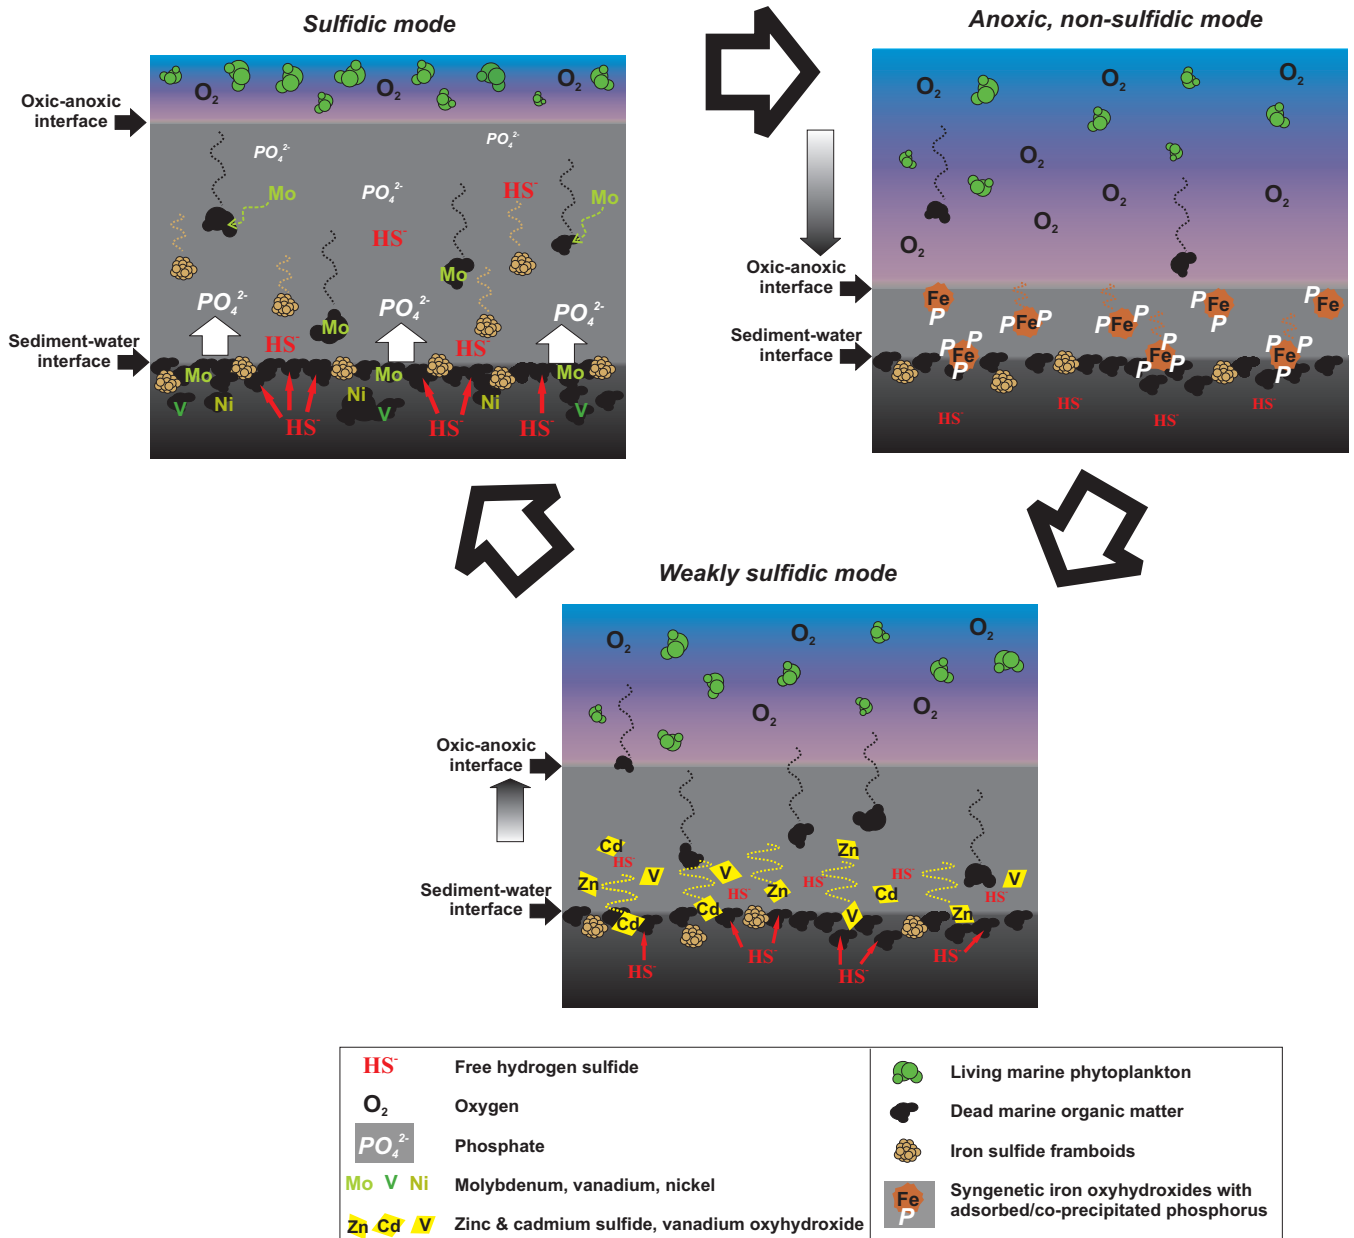 Sulfidic mode
Oxic-anoxic
interface
O2 O2 O2
PO4 2-
PO4 2-
PO4 2-
Mo
HS-
Mo
HS-
Mo
PO4 2- PO4 2- PO4 2-
Mo
Sediment-water
interface
HS- HS-
Mo Mo Mo
V Ni Ni V Ni V
HS- HS- HS-
Anoxic, non-sulfidic mode
O2 O2 O2
O2
O2 O2 O2
O2
Oxic-anoxic
interface
Sediment-water
interface
Fe P
Fe P P
Fe P P
P Fe P
Fe
P Fe P P
P Fe P P P
P Fe P P
HS- HS- HS- HS-
Weakly sulfidic mode
O2 O2 O2
O2 O2
Oxic-anoxic
interface
Sediment-water
interface
Cd HS- Zn
Zn V V HS- Zn HS- HS- Cd HS- V
Cd Cd V Zn
HS- HS- HS- HS-
HS- Free hydrogen sulfide
O2 Oxygen
PO4 2- Phosphate
Mo V Ni Molybdenum, vanadium, nickel
Zn Cd V Zinc & cadmium sulfide, vanadium oxyhydroxide
Living marine phytoplankton
Dead marine organic matter
Iron sulfide framboids
Fe P Syngenetic iron oxyhydroxides with
adsorbed/co-precipitated phosphorus